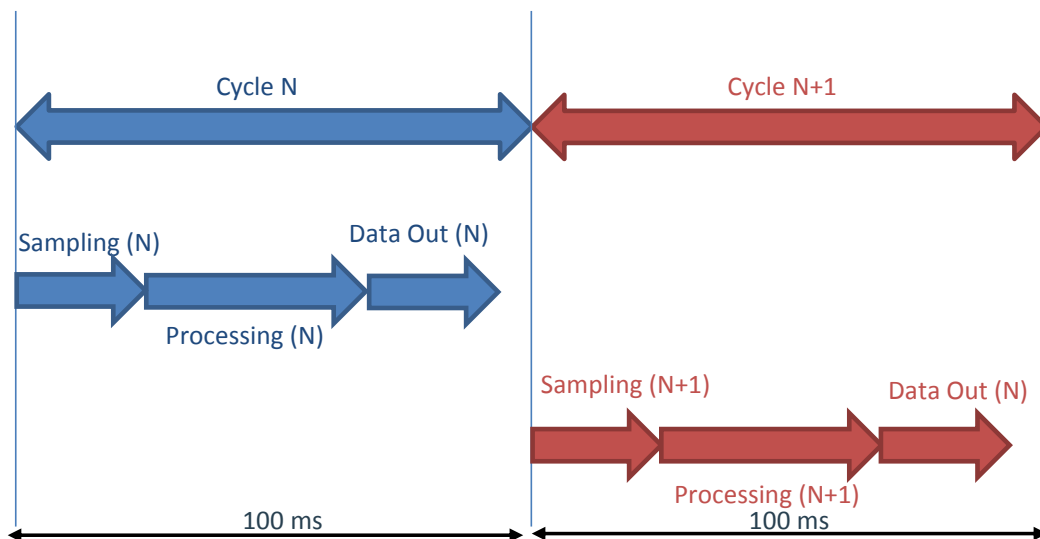 Cycle N
Cycle N+1
Sampling (N)
Data Out (N)
Processing (N)
Sampling (N+1)
Data Out (N)
Processing (N+1)
100 ms
100 ms